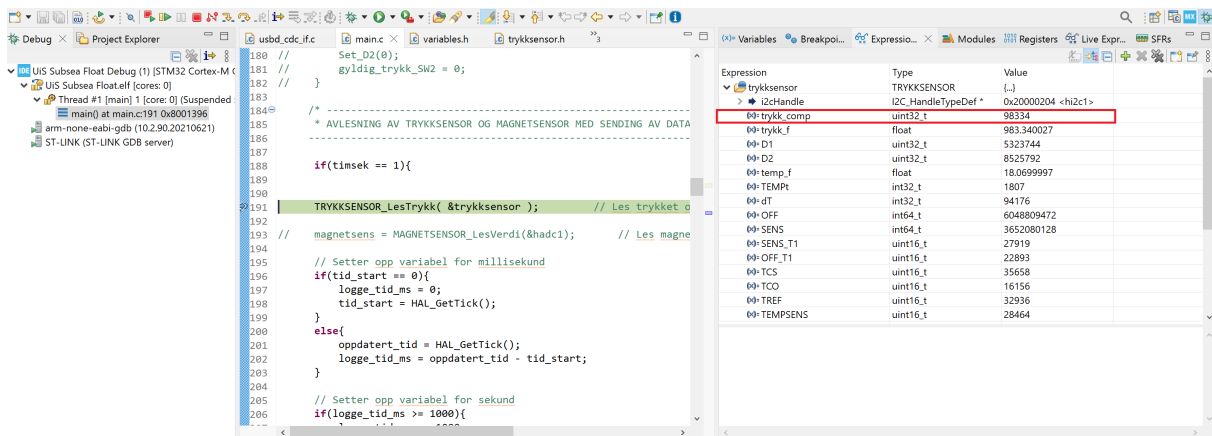 Debug
Project Explorer
UiS Subsea Float Debug (1) [STM32 Cortex-M C
UiS Subsea Float.elf [cores: 0]
Thread #1 [main] 1 [core: 0] (Suspended :
main() at main.c:191 0x8001396
arm-none-eabi-gdb (10.2.90.20210621)
ST-LINK (ST-LINK GDB server)
usbd_cdc_if.c
main.c
variables.h
trykksensor.h
»3
180 // Set_D2(0);
181 // gyldig_trykk_SW2 = 0;
182 // }
183
184 /* ----------------------------------------
185 * AVLESNING AV TRYKKSENSOR OG MAGNETSENSOR MED SENDING AV DATA
186 ----------------------------------------
187
188 if(timsek == 1){
189
190
191 TRYKKSENSOR_LesTrykk( &trykksensor ); // Les trykket o
192
193 // magnetsens = MAGNETSENSOR_LesVerdi(&hadc1); // Les magne
194
195 // Setter opp variabel for millisekund
196 if(tid_start == 0){
197 logge_tid_ms = 0;
198 tid_start = HAL_GetTick();
199 }
200 else{
201 oppdatert_tid = HAL_GetTick();
202 logge_tid_ms = oppdatert_tid - tid_start;
203 }
204
205 // Setter opp variabel for sekund
206 if(logge_tid_ms >= 1000){
(x)= Variables
Breakpoi...
Expressio...
Modules
Registers
Live Expr...
SFRs
Expression Type Value
trykksensor TRYKKSENSOR {...}
i2cHandle I2C_HandleTypeDef * 0x20000204 <hi2c1>
(x)= trykk_comp uint32_t 98334
(x)= trykk_f float 983.340027
(x)= D1 uint32_t 5323744
(x)= D2 uint32_t 8525792
(x)= temp_f float 18.0699997
(x)= TEMPt int32_t 1807
(x)= dT int32_t 94176
(x)= OFF int64_t 6048809472
(x)= SENS int64_t 3652080128
(x)= SENS_T1 uint16_t 27919
(x)= OFF_T1 uint16_t 22893
(x)= TCS uint16_t 35658
(x)= TCO uint16_t 16156
(x)= TREF uint16_t 32936
(x)= TEMPSENS uint16_t 28464